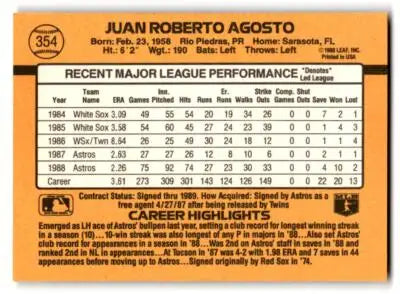 354
JUAN ROBERTO AGOSTO
© 1988 LEAF, INC.
PRINTED IN USA
Born: Feb. 23, 1958 Rio Piedras, PR Home: Sarasota, FL
Ht: 6'2" Wgt: 190 Bats: Left Throws: Left
RECENT MAJOR LEAGUE PERFORMANCE *Denotes* Led League
Year Team Name ERA Games Inn. Pitched Hits Runs Er. Runs Walks Strike Outs Comp. Games Shut Outs Save Won Lost
1984 White Sox 3.09 49 55 54 20 19 34 26 0 0 7 2 1
1985 White Sox 3.58 54 60 45 27 24 23 39 0 0 1 4 3
1986 WSx/Twn 8.64 26 25 49 30 24 18 12 0 0 1 1 4
1987 Astros 2.63 27 27 26 12 8 10 6 0 0 2 1 1
1988 Astros 2.26 75 92 74 27 23 30 33 0 0 4 10 2
Career 3.61 273 309 301 143 124 126 149 0 0 22 20 13
Contract Status: Signed thru 1989. How Acquired: Signed by Astros as
free agent 4/27/87 after being released by Twins
CAREER HIGHLIGHTS
Emerged as LH ace of Astros' bullpen last year, setting a club record for longest winning streak
in a season (10)... 10-win streak was also longest of any P in majors in '88... Also set Astros'
club record for appearances in a season in '88... Was 2nd on Astros' staff in saves in '88 and
ranked 2nd in NL in appearances... At Tucson in '87 was 4-2 with 1.98 ERA and 7 saves in 44
appearances before moving up to Astros... Signed originally by Red Sox in '74.